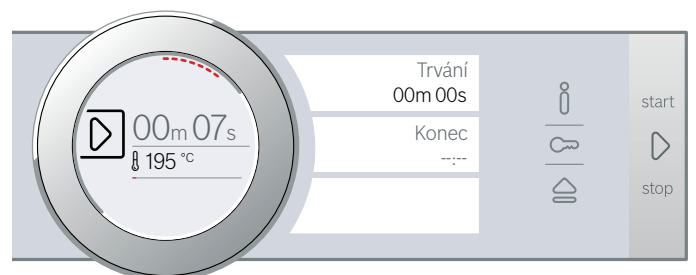 00m 07s
195 °C
Trvání
00m 00s
Konec
--:--
start
stop